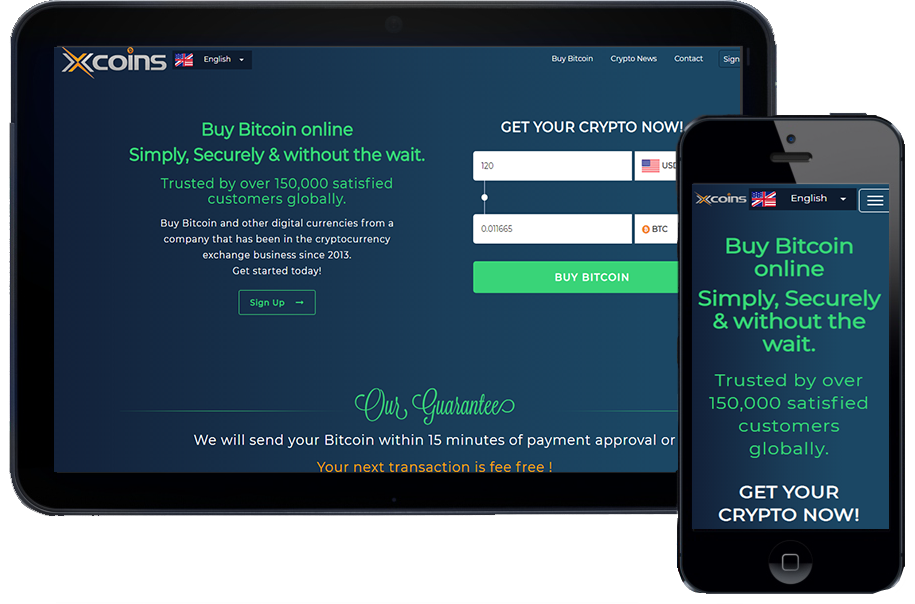 xcoins
English
Buy Bitcoin
Crypto News
Contact
Sign
Buy Bitcoin online
Simply, Securely & without the wait.
Trusted by over 150,000 satisfied
customers globally.
Buy Bitcoin and other digital currencies from a
company that has been in the cryptocurrency
exchange business since 2013.
Get started today!
Sign Up →
GET YOUR CRYPTO NOW!
120
USD
0.011665
BTC
BUY BITCOIN
Our Guarantee
We will send your Bitcoin within 15 minutes of payment approval or
Your next transaction is fee free !
xcoins
English
Buy Bitcoin
online
Simply, Securely
& without the
wait.
Trusted by over
150,000 satisfied
customers
globally.
GET YOUR
CRYPTO NOW!